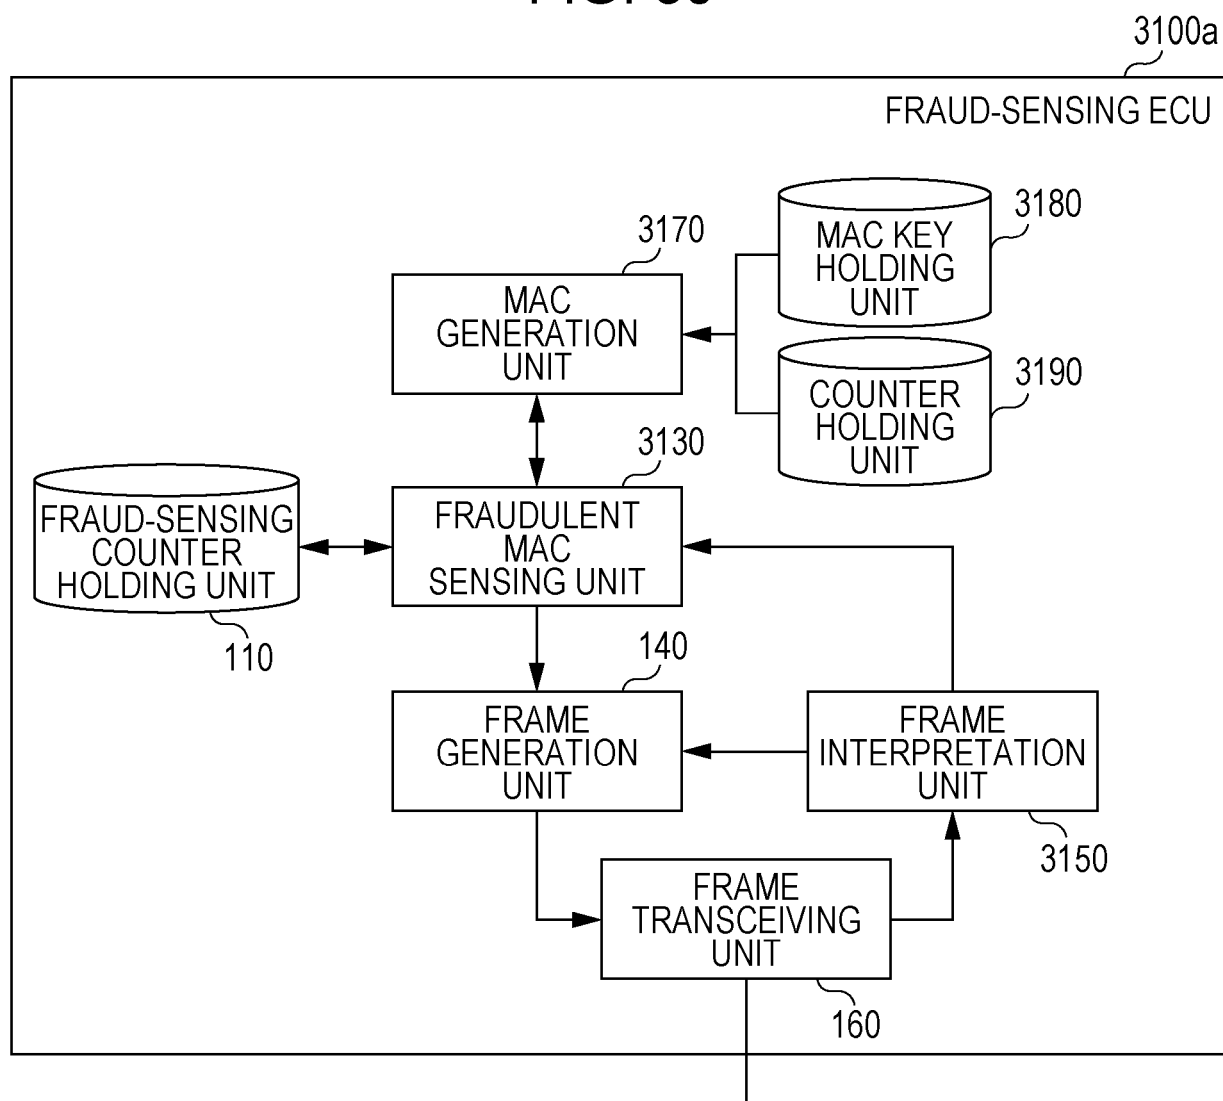 3100a
FRAUD-SENSING ECU
3180
MAC KEY
HOLDING
UNIT
3170
MAC
GENERATION
UNIT
3190
COUNTER
HOLDING
UNIT
3130
FRAUDULENT
MAC
SENSING UNIT
FRAUD-SENSING
COUNTER
HOLDING UNIT
110
140
FRAME
GENERATION
UNIT
FRAME
INTERPRETATION
UNIT
3150
FRAME
TRANSCEIVING
UNIT
160